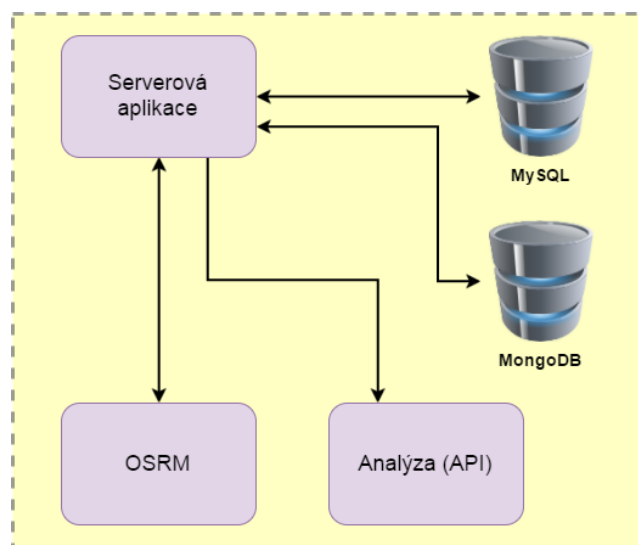 Serverová
aplikace
MySQL
MongoDB
OSRM
Analýza (API)